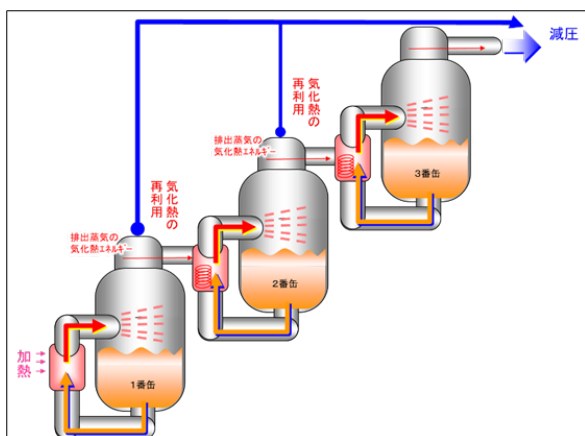 減圧
気化熱の
再利用
排出蒸気の
気化熱ｴﾈﾙｷﾞｰ
3番缶
気化熱の
再利用
排出蒸気の
気化熱ｴﾈﾙｷﾞｰ
2番缶
加熱
1番缶